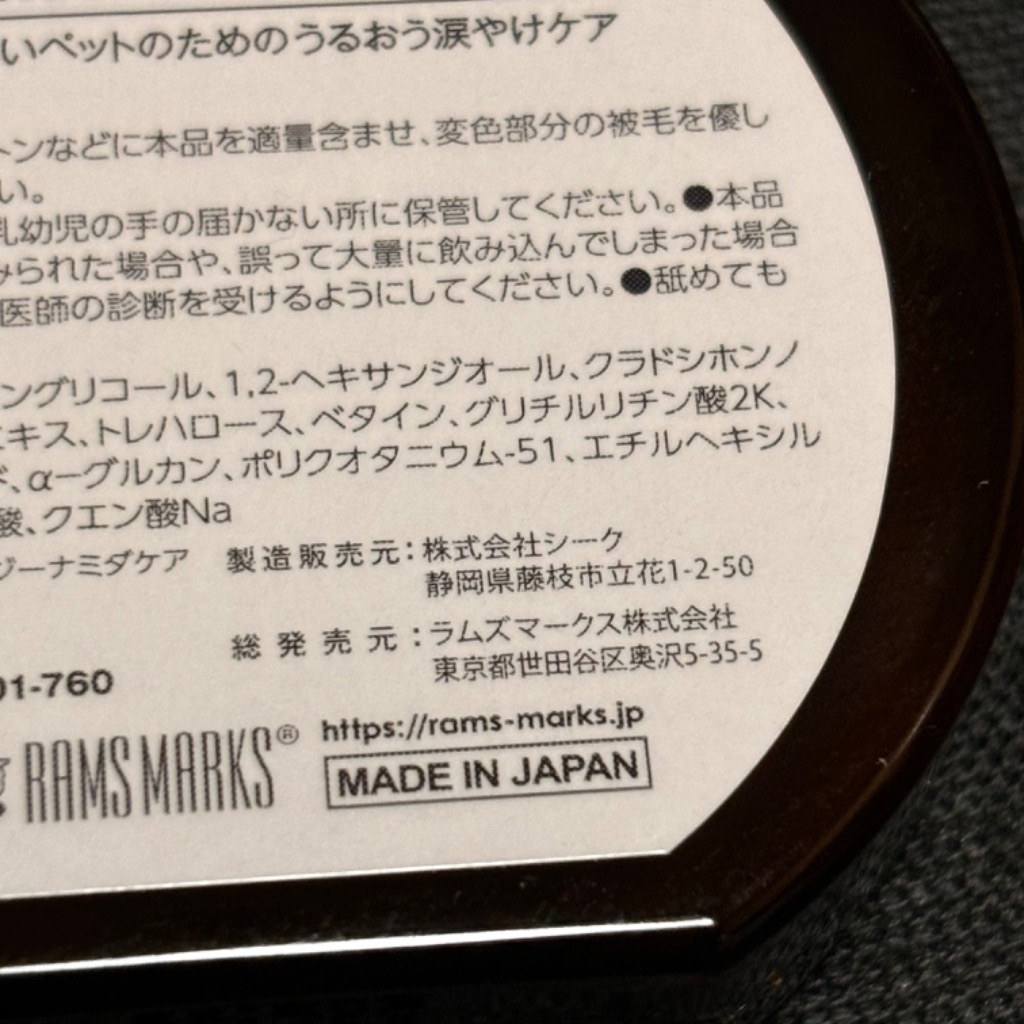 いペットのためのうるおう涙やけケア
トンなどに本品を適量含ませ、変色部分の被毛を優し
い。
乳幼児の手の届かない所に保管してください。●本品
みられた場合や、誤って大量に飲み込んでしまった場合
医師の診断を受けるようにしてください。●舐めても
ングリコール、1,2-ヘキサンジオール、クラドシホンノ
エキス、トレハロース、ベタイン、グリチルリチン酸2K、
ド、α-グルカン、ポリクオタニウム-51、エチルヘキシル
酸、クエン酸Na
ジーナミダケア 製造販売元：株式会社シーク
静岡県藤枝市立花1-2-50
総発売元：ラムズマークス株式会社
東京都世田谷区奥沢5-35-5
01-760
RAMSMARKS® https://rams-marks.jp
MADE IN JAPAN